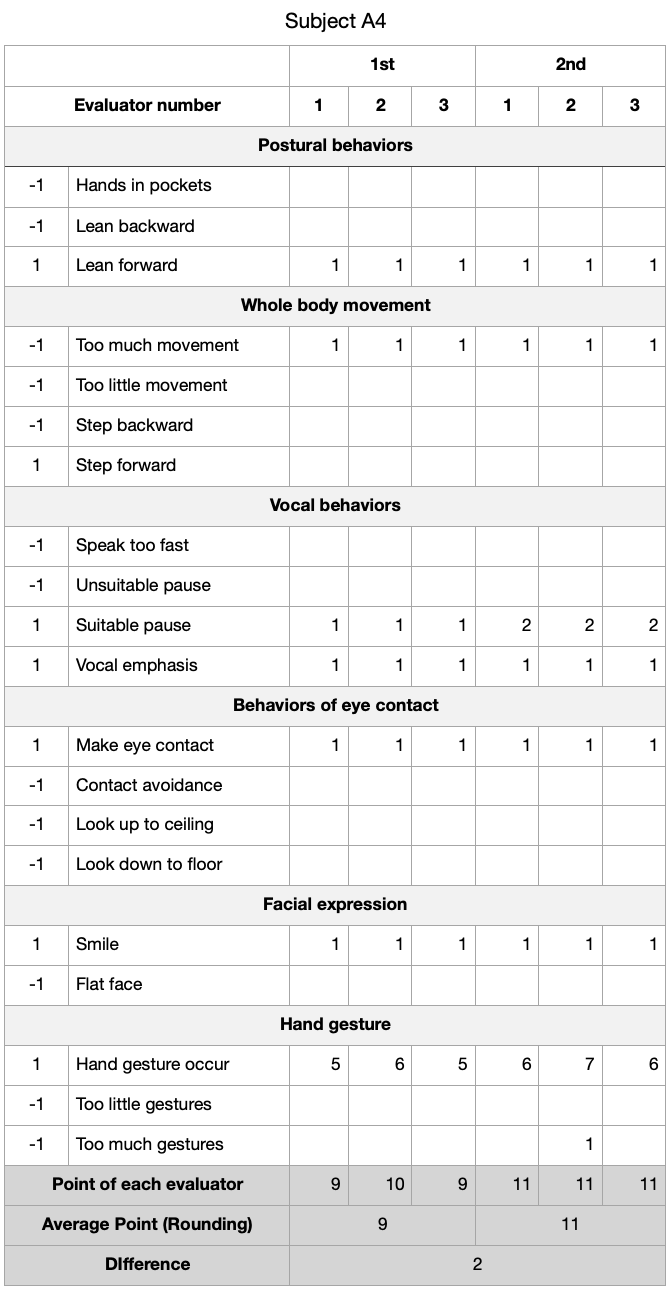 Subject A4
1st 2nd
Evaluator number 1 2 3 1 2 3
Postural behaviors
-1 Hands in pockets
-1 Lean backward
1 Lean forward 1 1 1 1 1 1
Whole body movement
-1 Too much movement 1 1 1 1 1 1
-1 Too little movement
-1 Step backward
1 Step forward
Vocal behaviors
-1 Speak too fast
-1 Unsuitable pause
1 Suitable pause 1 1 1 2 2 2
1 Vocal emphasis 1 1 1 1 1 1
Behaviors of eye contact
1 Make eye contact 1 1 1 1 1 1
-1 Contact avoidance
-1 Look up to ceiling
-1 Look down to floor
Facial expression
1 Smile 1 1 1 1 1 1
-1 Flat face
Hand gesture
1 Hand gesture occur 5 6 5 6 7 6
-1 Too little gestures
-1 Too much gestures 1
Point of each evaluator 9 10 9 11 11 11
Average Point (Rounding) 9 11
DIfference 2